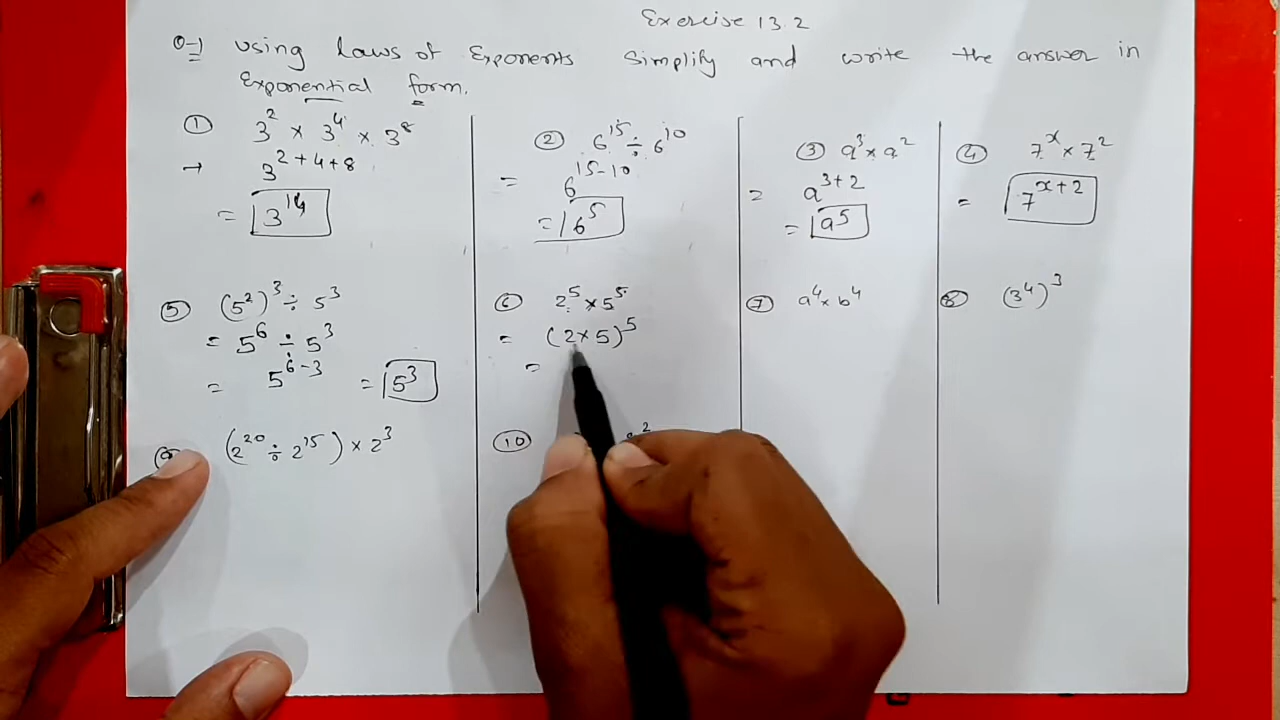 Exercise 13.2
Q-1 using laws of Exponents simplify and write the answer in
Exponential form.
① 3² × 3⁴ × 3⁸
→ 3²⁺⁴⁺⁸
= 3¹⁴
② 6¹⁵ ÷ 6¹⁰
= 6¹⁵⁻¹⁰
= 6⁵
③ a³ × a²
= a³⁺²
= a⁵
④ 7ˣ × 7²
= 7ˣ⁺²
⑤ (5²)³ ÷ 5³
= 5⁶ ÷ 5³
= 5⁶⁻³ = 5³
⑥ 2⁵ × 5⁵
= (2×5)⁵
=
⑦ a⁴ × b⁴
⑧ (3⁴)³
(2²⁰ ÷ 2¹⁵) × 2³
⑩